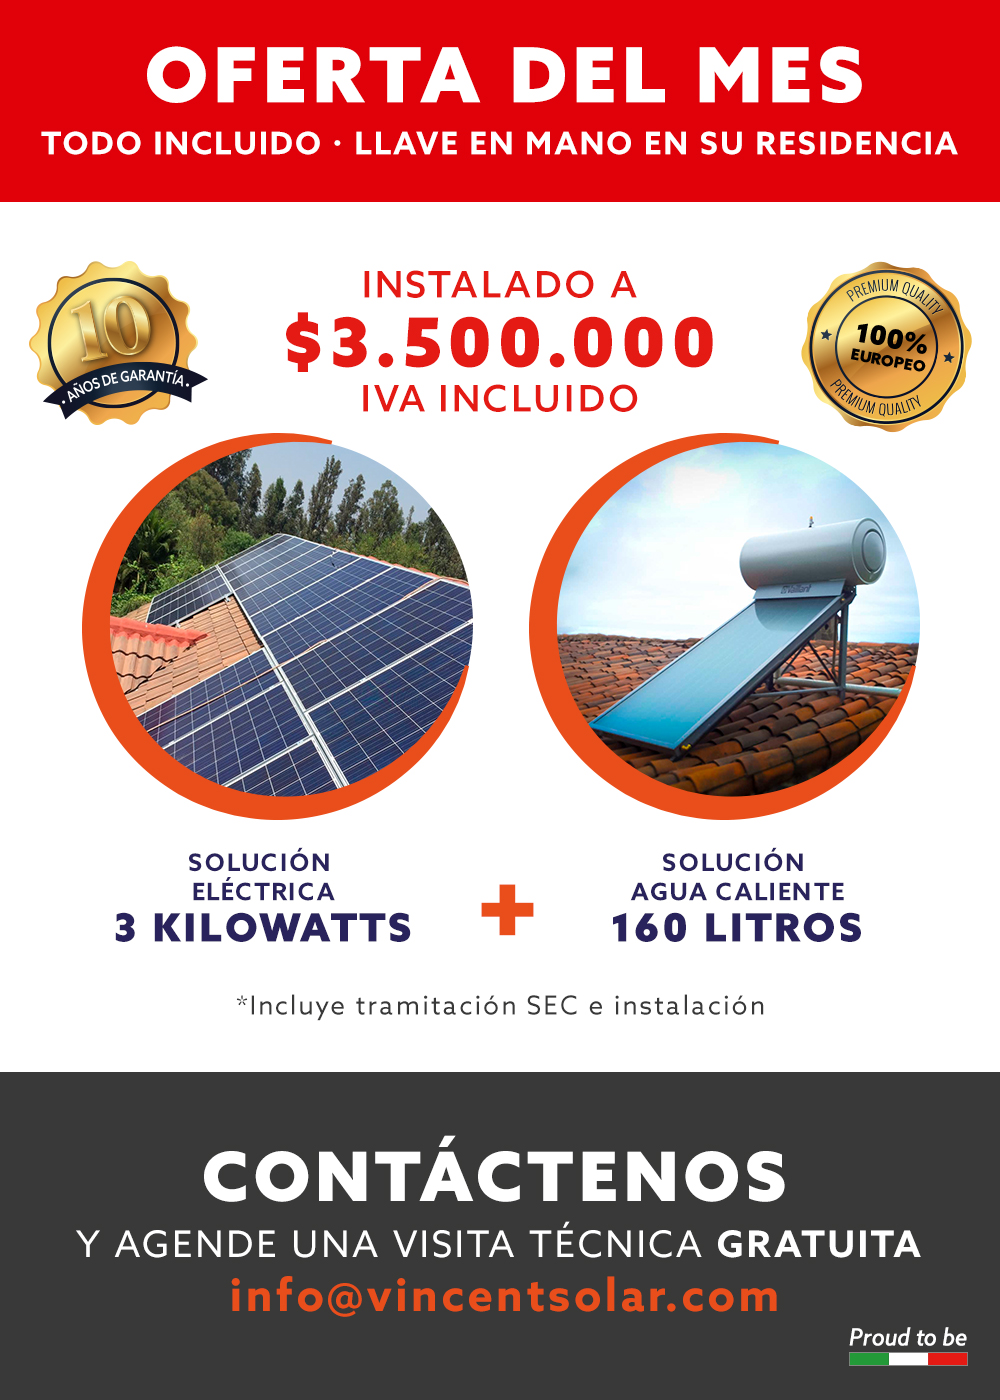 OFERTA DEL MES
TODO INCLUIDO · LLAVE EN MANO EN SU RESIDENCIA
10
· AÑOS DE GARANTÍA ·
INSTALADO A
$3.500.000
IVA INCLUIDO
PREMIUM QUALITY
100%
EUROPEO
PREMIUM QUALITY
Vaillant
SOLUCIÓN
ELÉCTRICA
3 KILOWATTS
+
SOLUCIÓN
AGUA CALIENTE
160 LITROS
*Incluye tramitación SEC e instalación
CONTÁCTENOS
Y AGENDE UNA VISITA TÉCNICA GRATUITA
info@vincentsolar.com
Proud to be